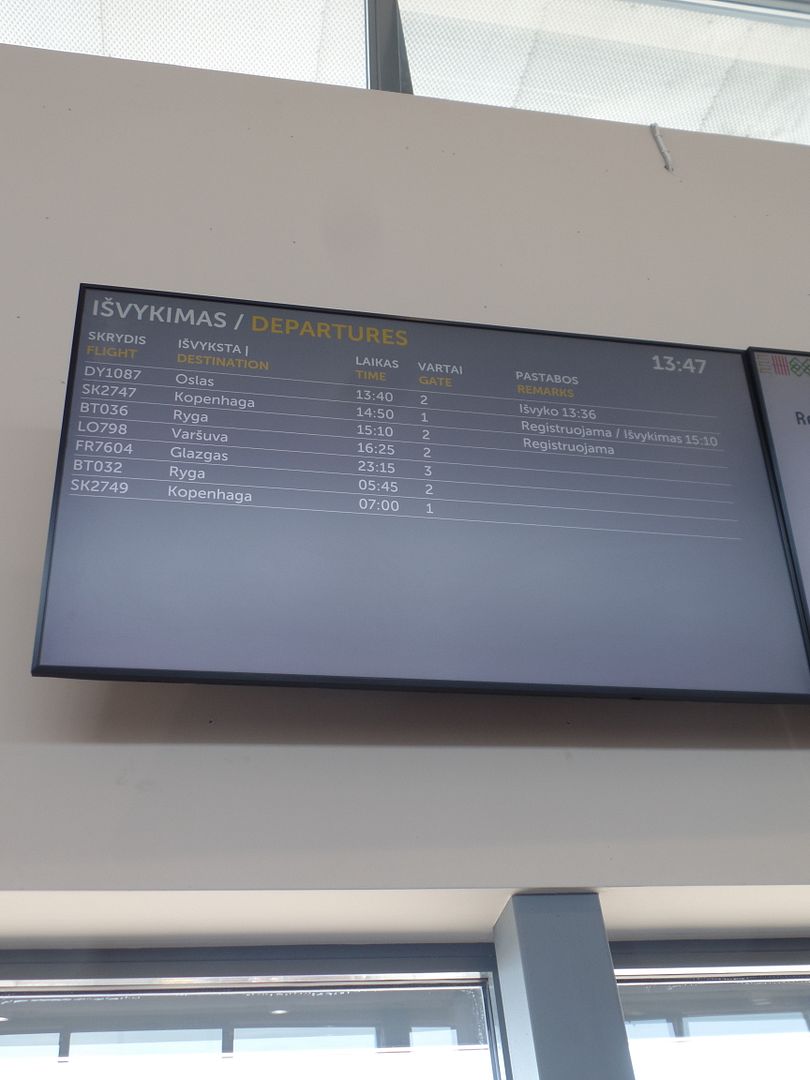 IŠVYKIMAS / DEPARTURES 13:47
SKRYDIS IŠVYKSTA Į LAIKAS VARTAI PASTABOS
FLIGHT DESTINATION TIME GATE REMARKS
DY1087 Oslas 13:40 2 Išvyko 13:36
SK2747 Kopenhaga 14:50 1 Registruojama / Išvykimas 15:10
BT036 Ryga 15:10 2 Registruojama
LO798 Varšuva 16:25 2
FR7604 Glazgas 23:15 3
BT032 Ryga 05:45 2
SK2749 Kopenhaga 07:00 1